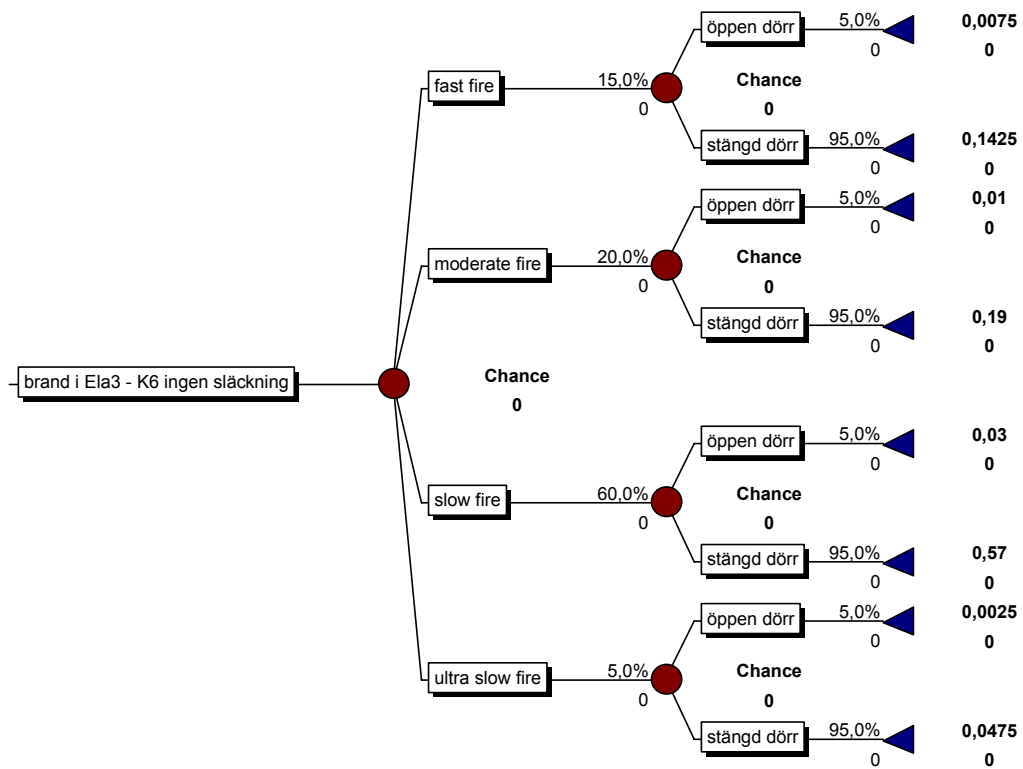 öppen dörr 5,0% 0,0075
0 0
fast fire 15,0% Chance
0 0
stängd dörr 95,0% 0,1425
0 0
öppen dörr 5,0% 0,01
0 0
moderate fire 20,0% Chance
0 0
stängd dörr 95,0% 0,19
0 0
brand i Ela3 - K6 ingen släckning Chance
0
öppen dörr 5,0% 0,03
0 0
slow fire 60,0% Chance
0 0
stängd dörr 95,0% 0,57
0 0
öppen dörr 5,0% 0,0025
0 0
ultra slow fire 5,0% Chance
0 0
stängd dörr 95,0% 0,0475
0 0